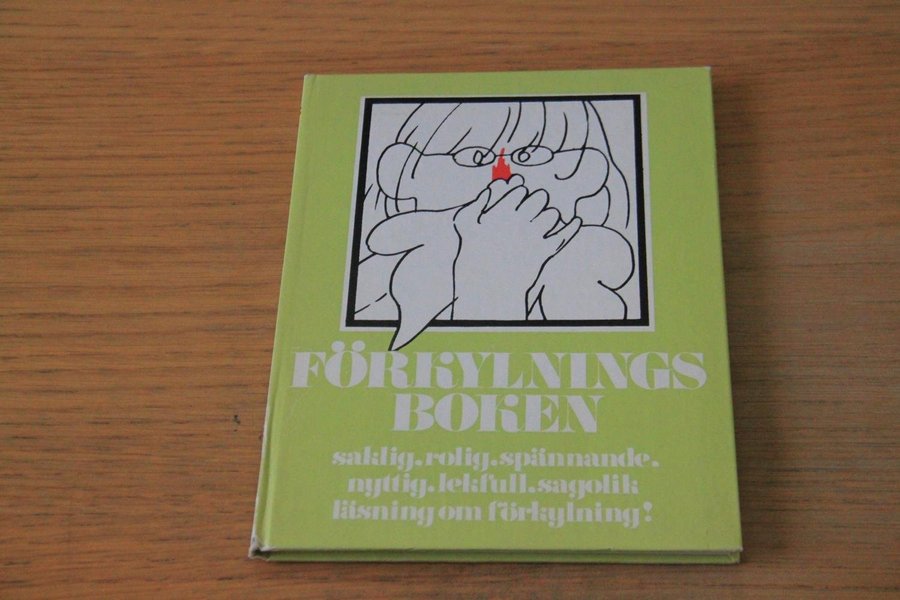 FÖRKYLNINGS
BOKEN
saklig. rolig. spännande.
nyttig. lekfull. sagolik
läsning om förkylning!